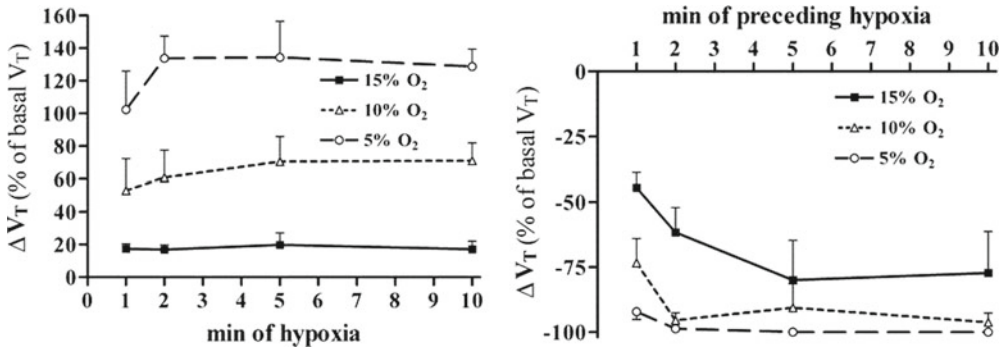 160
140
120
100
80
60
40
20
0
Δ VT (% of basal VT)
15% O2
10% O2
5% O2
0 1 2 3 4 5 6 7 8 9 10
min of hypoxia
min of preceding hypoxia
1 2 3 4 5 6 7 8 9 10
0
-25
-50
-75
-100
Δ VT (% of basal VT)
15% O2
10% O2
5% O2